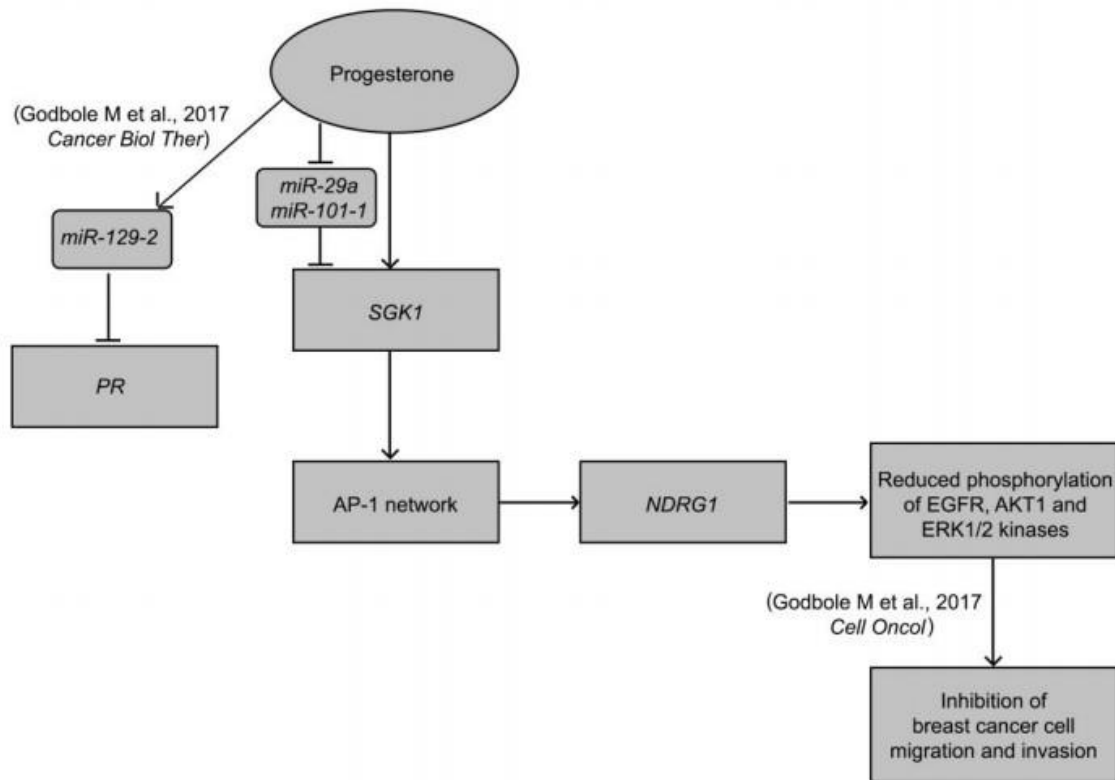 Progesterone
(Godbole M et al., 2017
Cancer Biol Ther)
miR-29a
miR-101-1
miR-129-2
SGK1
PR
AP-1 network
NDRG1
Reduced phosphorylation
of EGFR, AKT1 and
ERK1/2 kinases
(Godbole M et al., 2017
Cell Oncol)
Inhibition of
breast cancer cell
migration and invasion